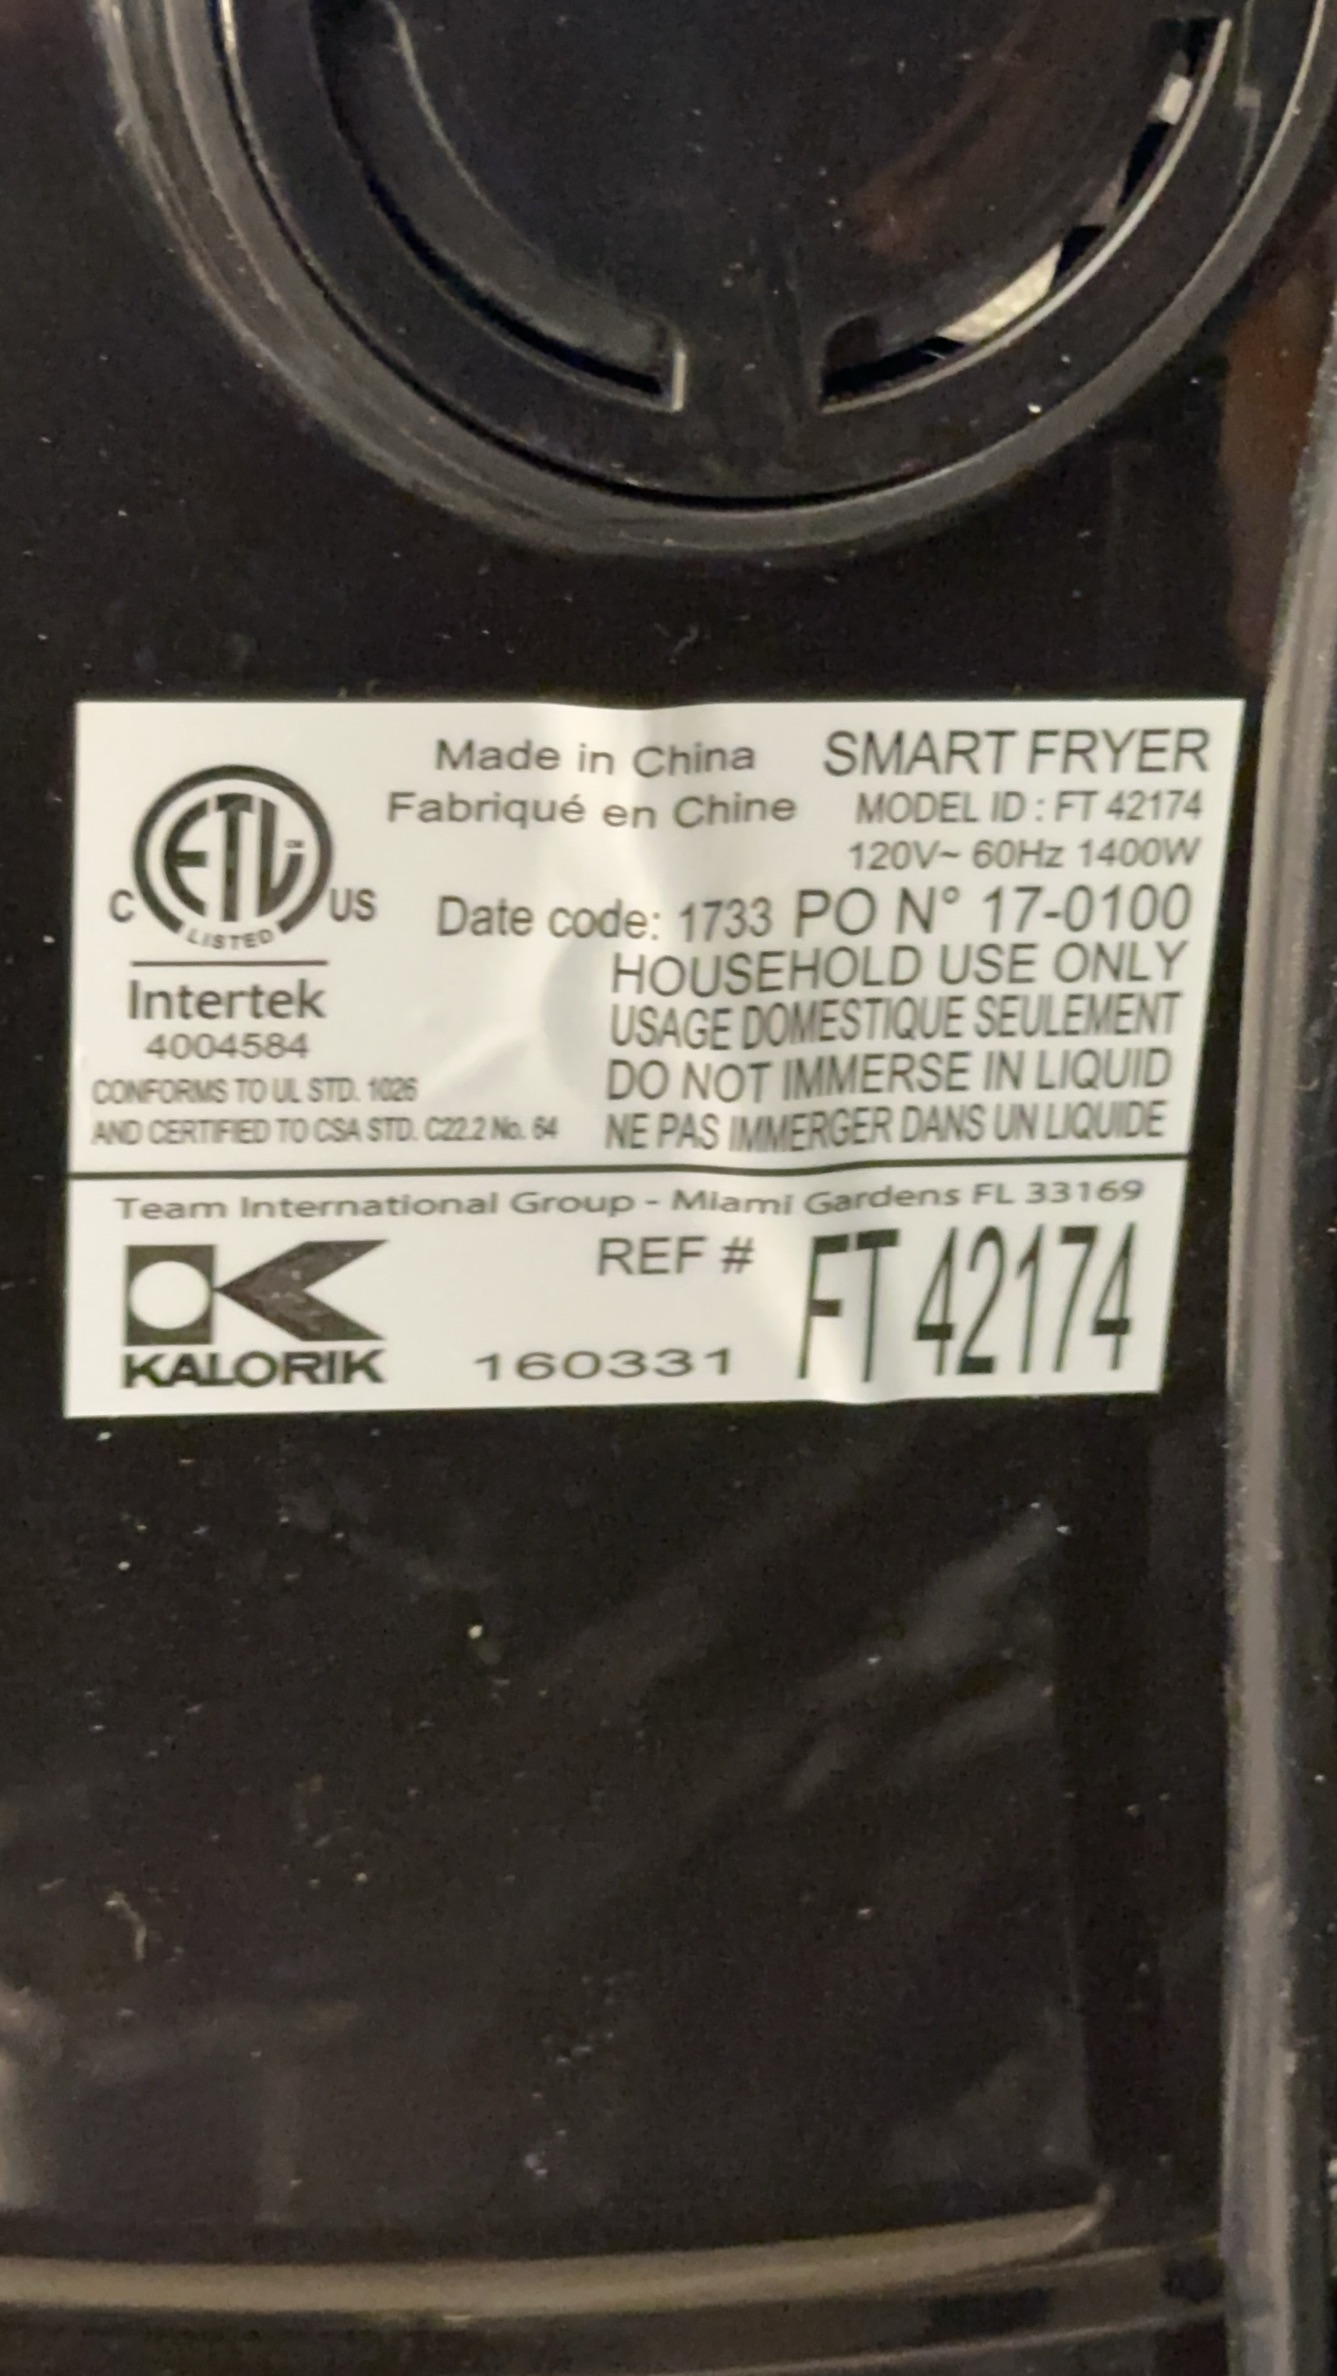 Made in China
Fabriqué en Chine
SMART FRYER
MODEL ID : FT 42174
120V~ 60Hz 1400W
ETL
C US
LISTED
Intertek
4004584
CONFORMS TO UL STD. 1026
AND CERTIFIED TO CSA STD. C22.2 No. 64
Date code: 1733 PO N° 17-0100
HOUSEHOLD USE ONLY
USAGE DOMESTIQUE SEULEMENT
DO NOT IMMERSE IN LIQUID
NE PAS IMMERGER DANS UN LIQUIDE
Team International Group - Miami Gardens FL 33169
KALORIK
REF # FT 42174
160331